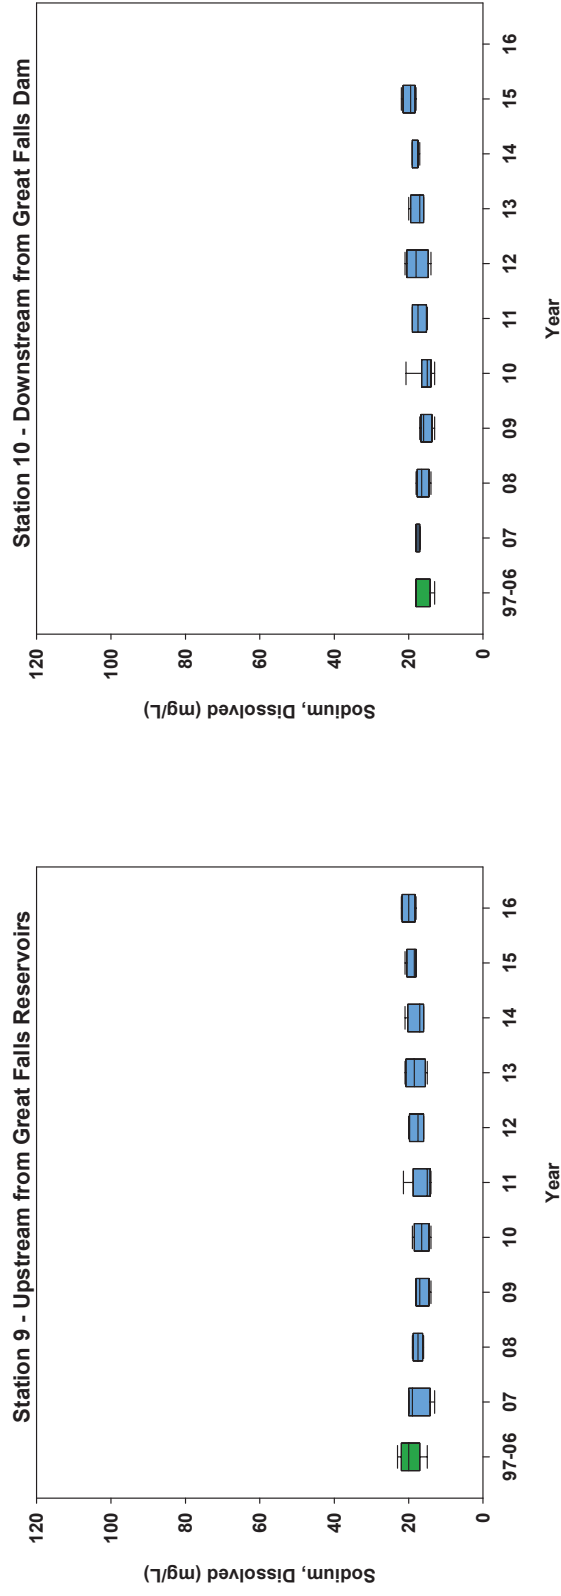 Station 9 - Upstream from Great Falls Reservoirs
Sodium, Dissolved (mg/L)
120
100
80
60
40
20
0
97-06 07 08 09 10 11 12 13 14 15 16
Year
Station 10 - Downstream from Great Falls Dam
Sodium, Dissolved (mg/L)
120
100
80
60
40
20
0
97-06 07 08 09 10 11 12 13 14 15 16
Year